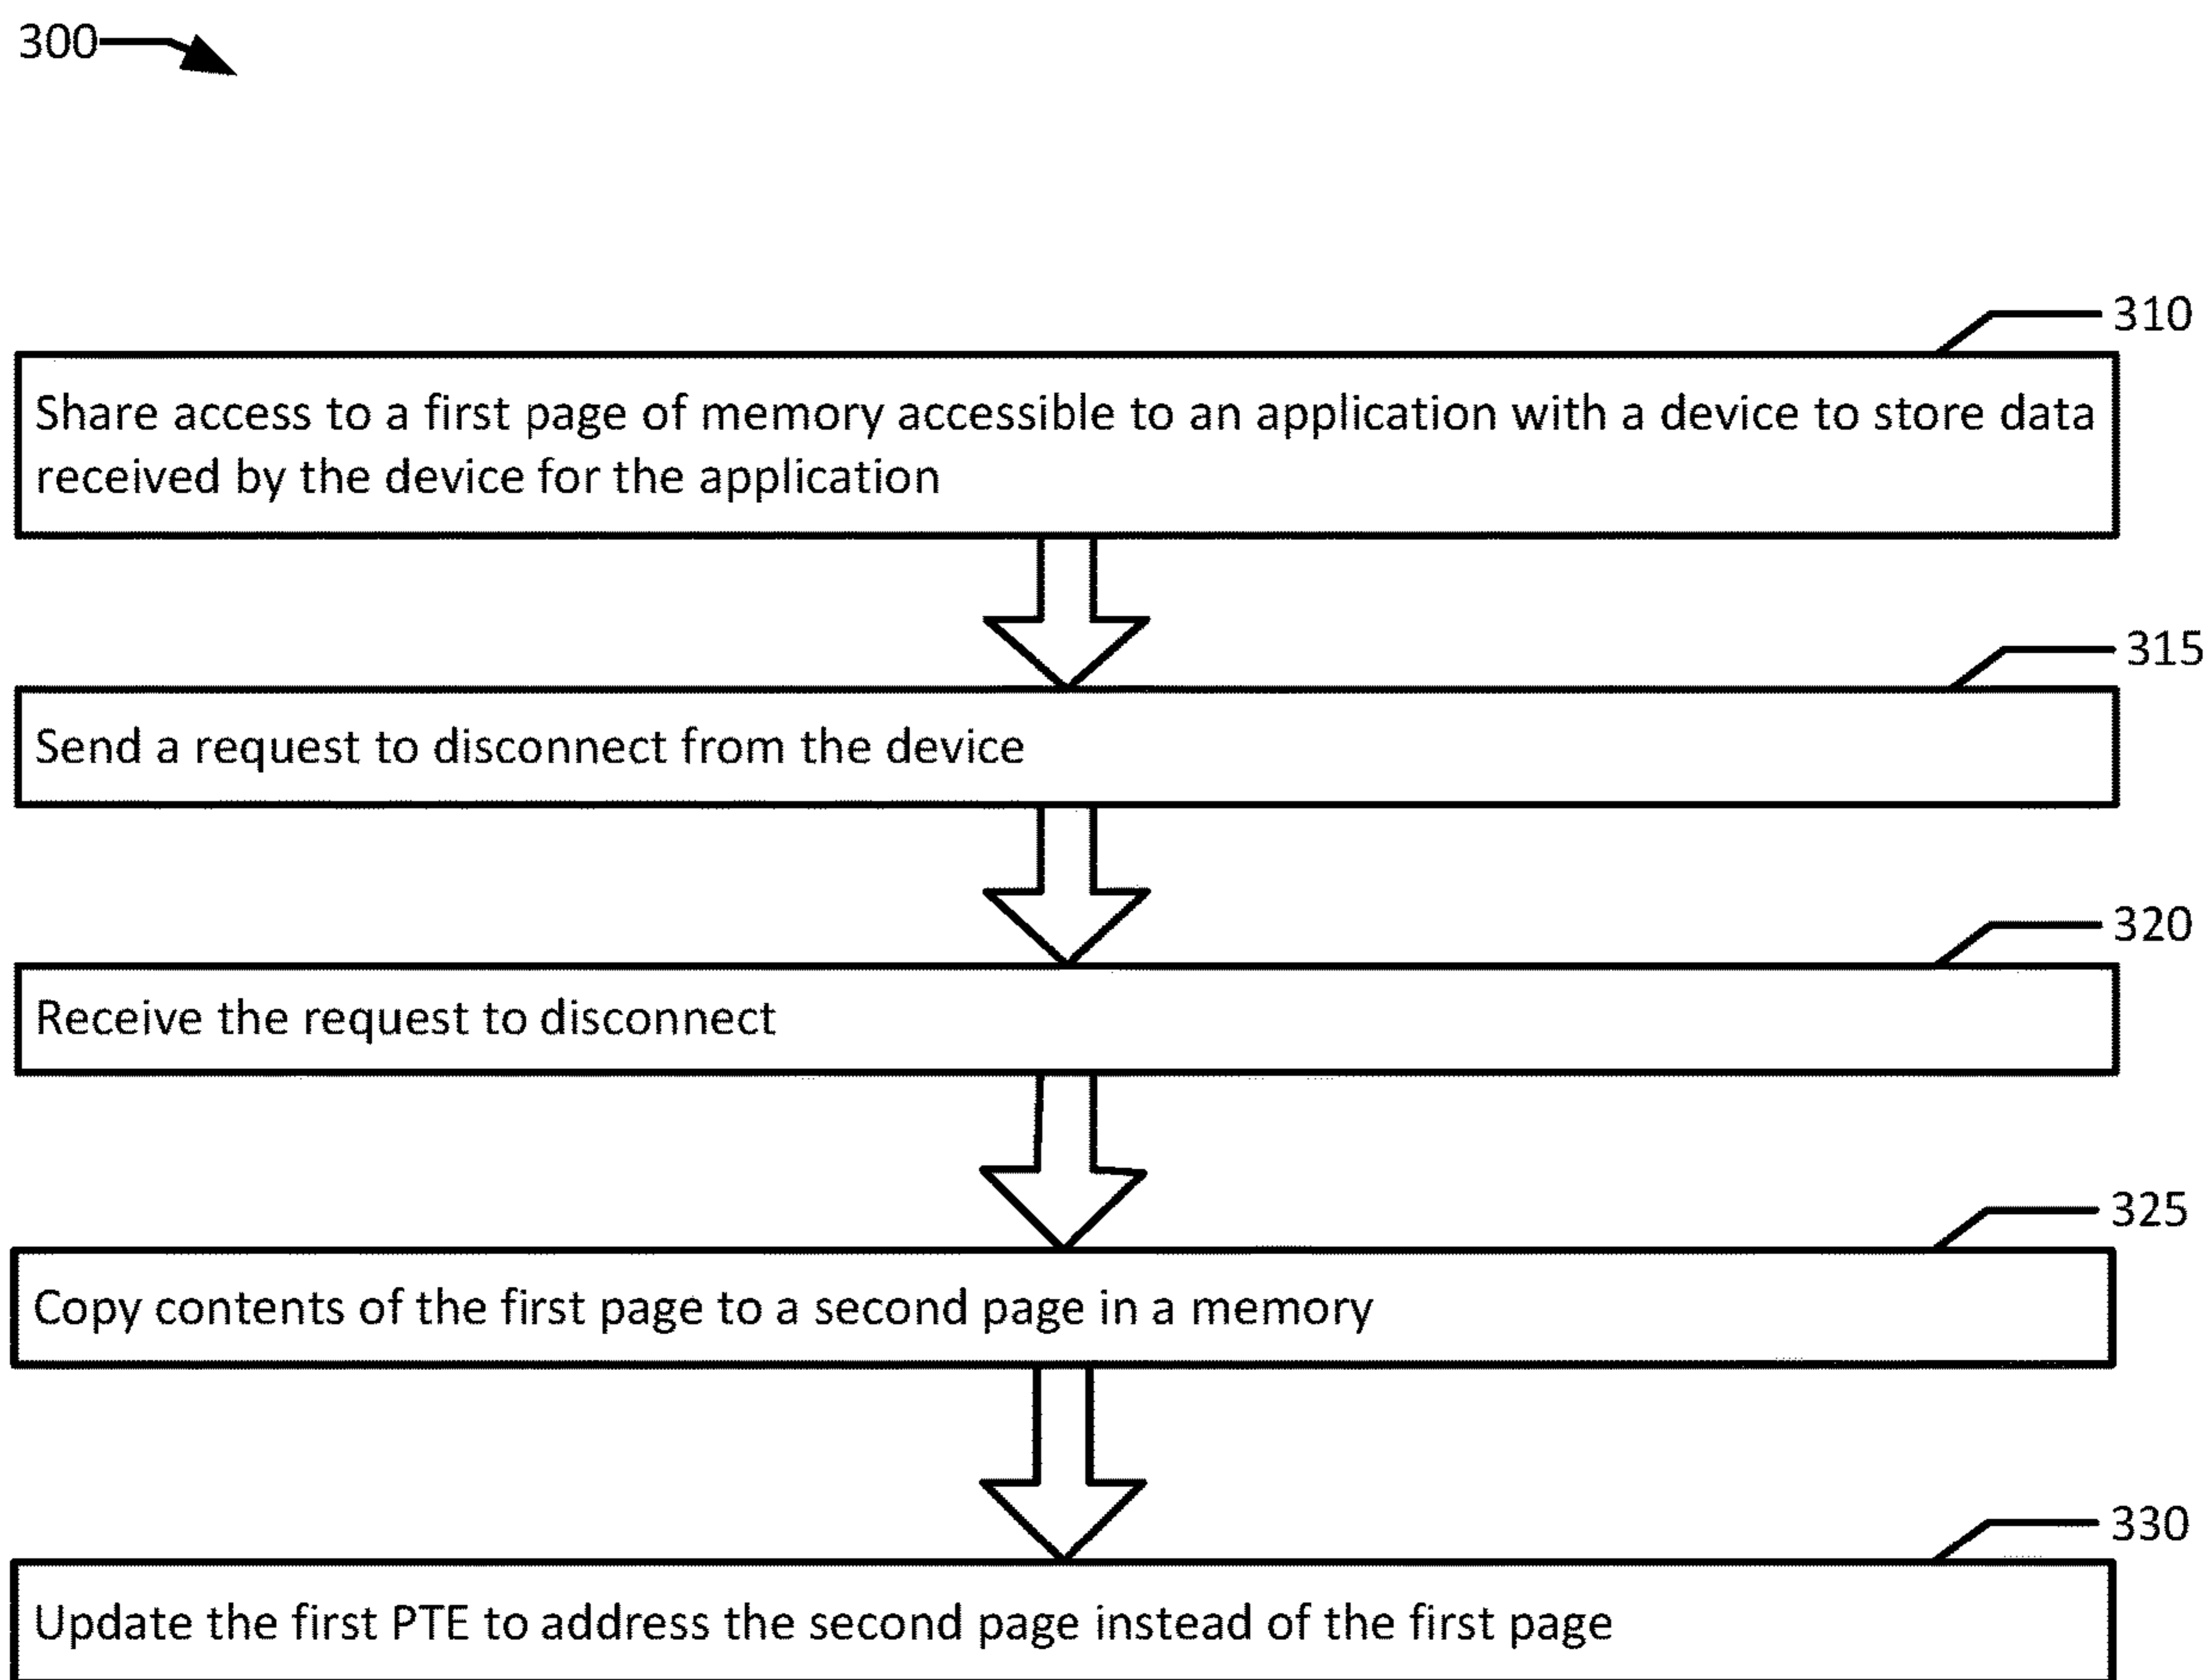 300
310
Share access to a first page of memory accessible to an application with a device to store data
received by the device for the application
315
Send a request to disconnect from the device
320
Receive the request to disconnect
325
Copy contents of the first page to a second page in a memory
330
Update the first PTE to address the second page instead of the first page